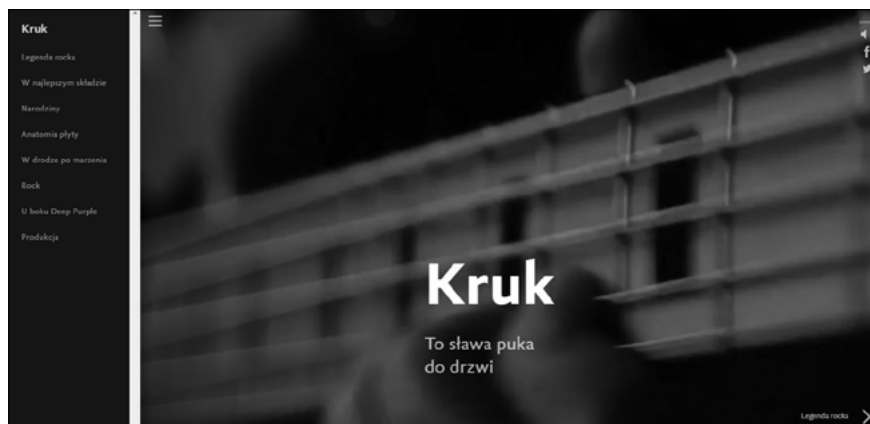 Kruk
Legenda rocka
W najlepszym składzie
Narodziny
Anatomia płyty
W drodze po marzenia
Rock
U boku Deep Purple
Produkcja
Kruk
To sława puka
do drzwi
Legenda rocka